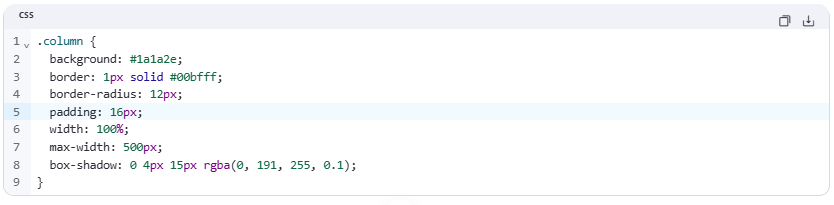 css
1 .column {
2 background: #1a1a2e;
3 border: 1px solid #00bfff;
4 border-radius: 12px;
5 padding: 16px;
6 width: 100%;
7 max-width: 500px;
8 box-shadow: 0 4px 15px rgba(0, 191, 255, 0.1);
9 }